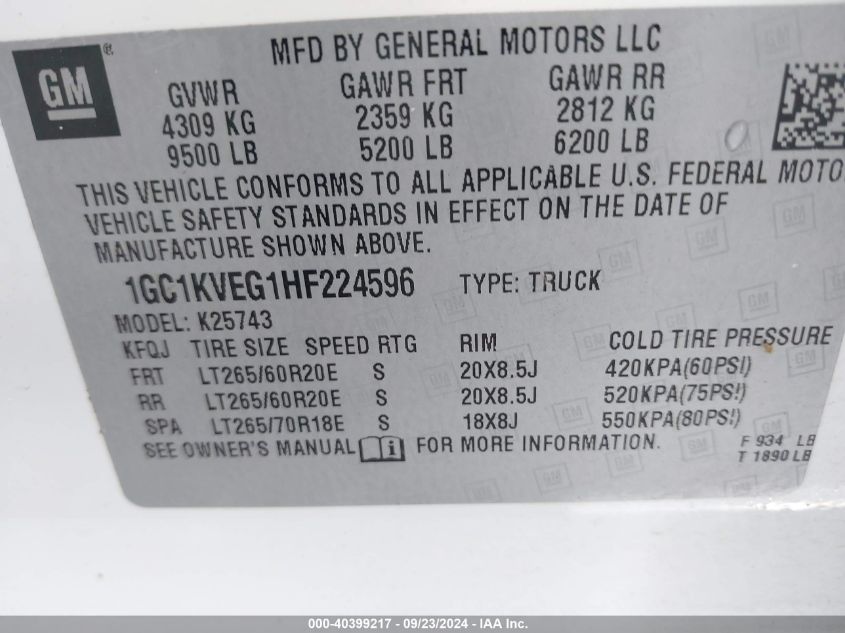 GM ®
MFD BY GENERAL MOTORS LLC
GVWR GAWR FRT GAWR RR
4309 KG 2359 KG 2812 KG
9500 LB 5200 LB 6200 LB
THIS VEHICLE CONFORMS TO ALL APPLICABLE U.S. FEDERAL MOTO
VEHICLE SAFETY STANDARDS IN EFFECT ON THE DATE OF
MANUFACTURE SHOWN ABOVE.
1GC1KVEG1HF224596 TYPE: TRUCK
MODEL: K25743
KFQJ TIRE SIZE SPEED RTG RIM COLD TIRE PRESSURE
FRT LT265/60R20E S 20X8.5J 420KPA(60PSI)
RR LT265/60R20E S 20X8.5J 520KPA(75PSI)
SPA LT265/70R18E S 18X8J 550KPA(80PSI)
SEE OWNER'S MANUAL i FOR MORE INFORMATION.
F 934 LB
T 1890 LB
000-40399217 - 09/23/2024 - IAA Inc.